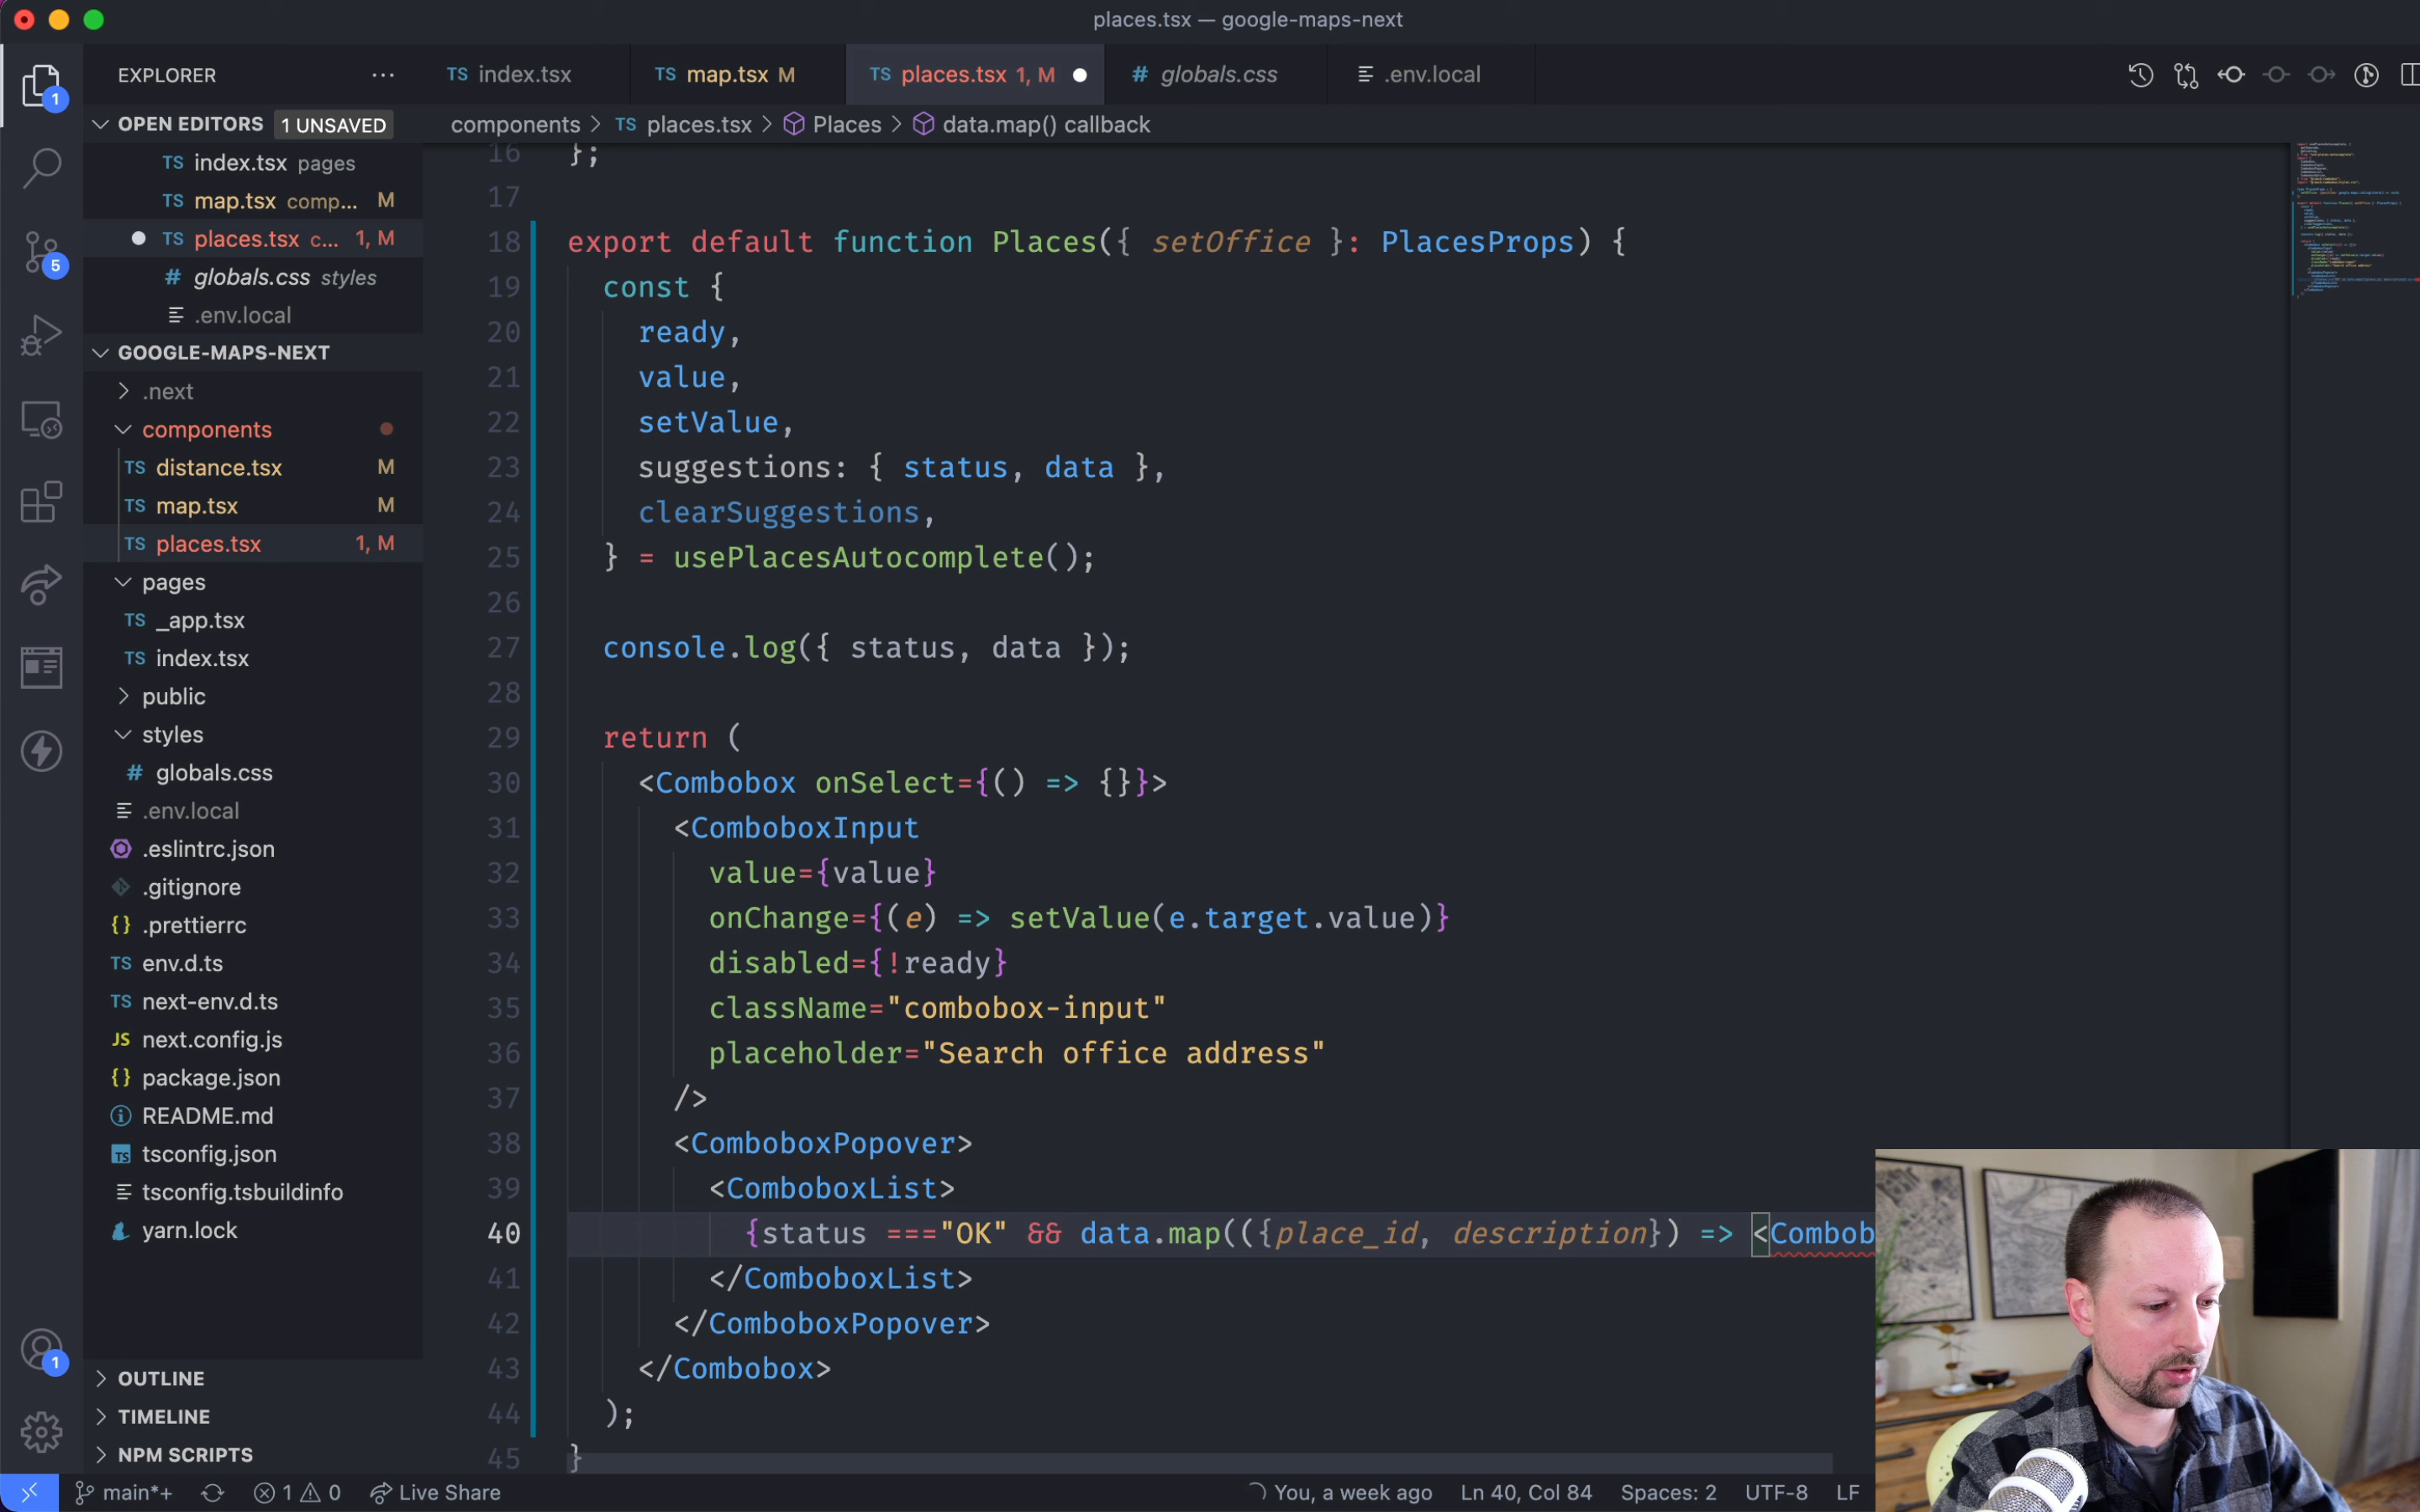 places.tsx — google-maps-next
EXPLORER
TS index.tsx
TS map.tsx M
TS places.tsx 1, M
# globals.css
.env.local
1
OPEN EDITORS 1 UNSAVED
components > TS places.tsx > Places > data.map() callback
TS index.tsx pages
TS map.tsx comp... M
TS places.tsx c... 1, M
# globals.css styles
.env.local
5
GOOGLE-MAPS-NEXT
.next
components
TS distance.tsx M
TS map.tsx M
TS places.tsx 1, M
pages
TS _app.tsx
TS index.tsx
public
styles
# globals.css
.env.local
.eslintrc.json
.gitignore
{} .prettierrc
TS env.d.ts
TS next-env.d.ts
JS next.config.js
{} package.json
README.md
TS tsconfig.json
tsconfig.tsbuildinfo
yarn.lock
1
OUTLINE
TIMELINE
NPM SCRIPTS
16 };
17
18 export default function Places({ setOffice }: PlacesProps) {
19 const {
20 ready,
21 value,
22 setValue,
23 suggestions: { status, data },
24 clearSuggestions,
25 } = usePlacesAutocomplete();
26
27 console.log({ status, data });
28
29 return (
30 <Combobox onSelect={() => {}}>
31 <ComboboxInput
32 value={value}
33 onChange={(e) => setValue(e.target.value)}
34 disabled={!ready}
35 className="combobox-input"
36 placeholder="Search office address"
37 />
38 <ComboboxPopover>
39 <ComboboxList>
40 {status ==="OK" && data.map(({place_id, description}) => <Combob
41 </ComboboxList>
42 </ComboboxPopover>
43 </Combobox>
44 );
45 }
main*+ 1 0 Live Share You, a week ago Ln 40, Col 84 Spaces: 2 UTF-8 LF